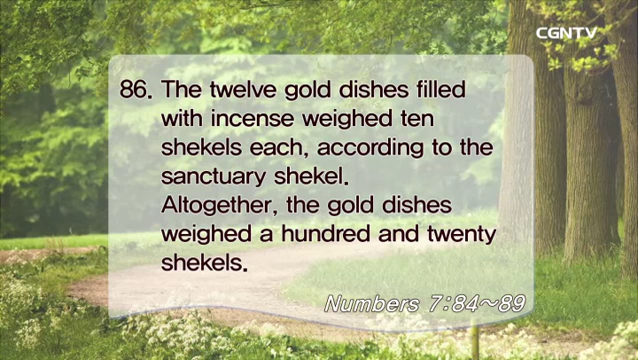 CGNTV
86. The twelve gold dishes filled
with incense weighed ten
shekels each, according to the
sanctuary shekel.
Altogether, the gold dishes
weighed a hundred and twenty
shekels.
Numbers 7:84~89